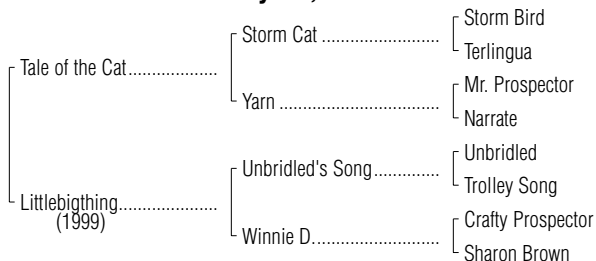 Storm Bird
Storm Cat ........................
Terlingua
Tale of the Cat...................
Mr. Prospector
Yarn .................................
Narrate
Unbridled
Unbridled's Song..............
Trolley Song
Littlebigthing.....................
(1999)
Crafty Prospector
Winnie D..........................
Sharon Brown